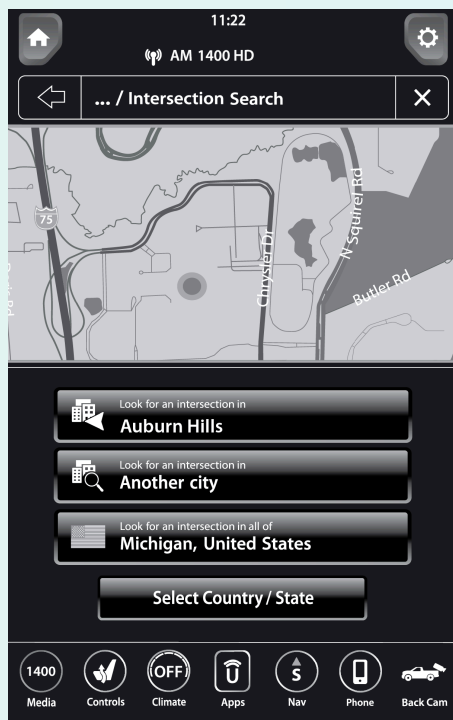 11:22
AM 1400 HD
... / Intersection Search
75
Chrysler Dr
N Squirrel Rd
Butler Rd
Look for an intersection in
Auburn Hills
Look for an intersection in
Another city
Look for an intersection in all of
Michigan, United States
Select Country / State
1400 OFF S
Media Controls Climate Apps Nav Phone Back Cam